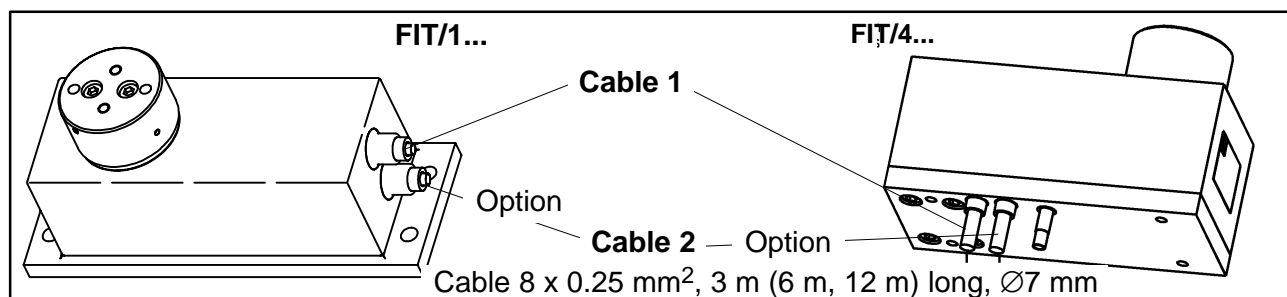 FIT/1...
FIT/4...
Cable 1
Option
Cable 2
Option
Cable 8 x 0.25 mm², 3 m (6 m, 12 m) long, ∅7 mm